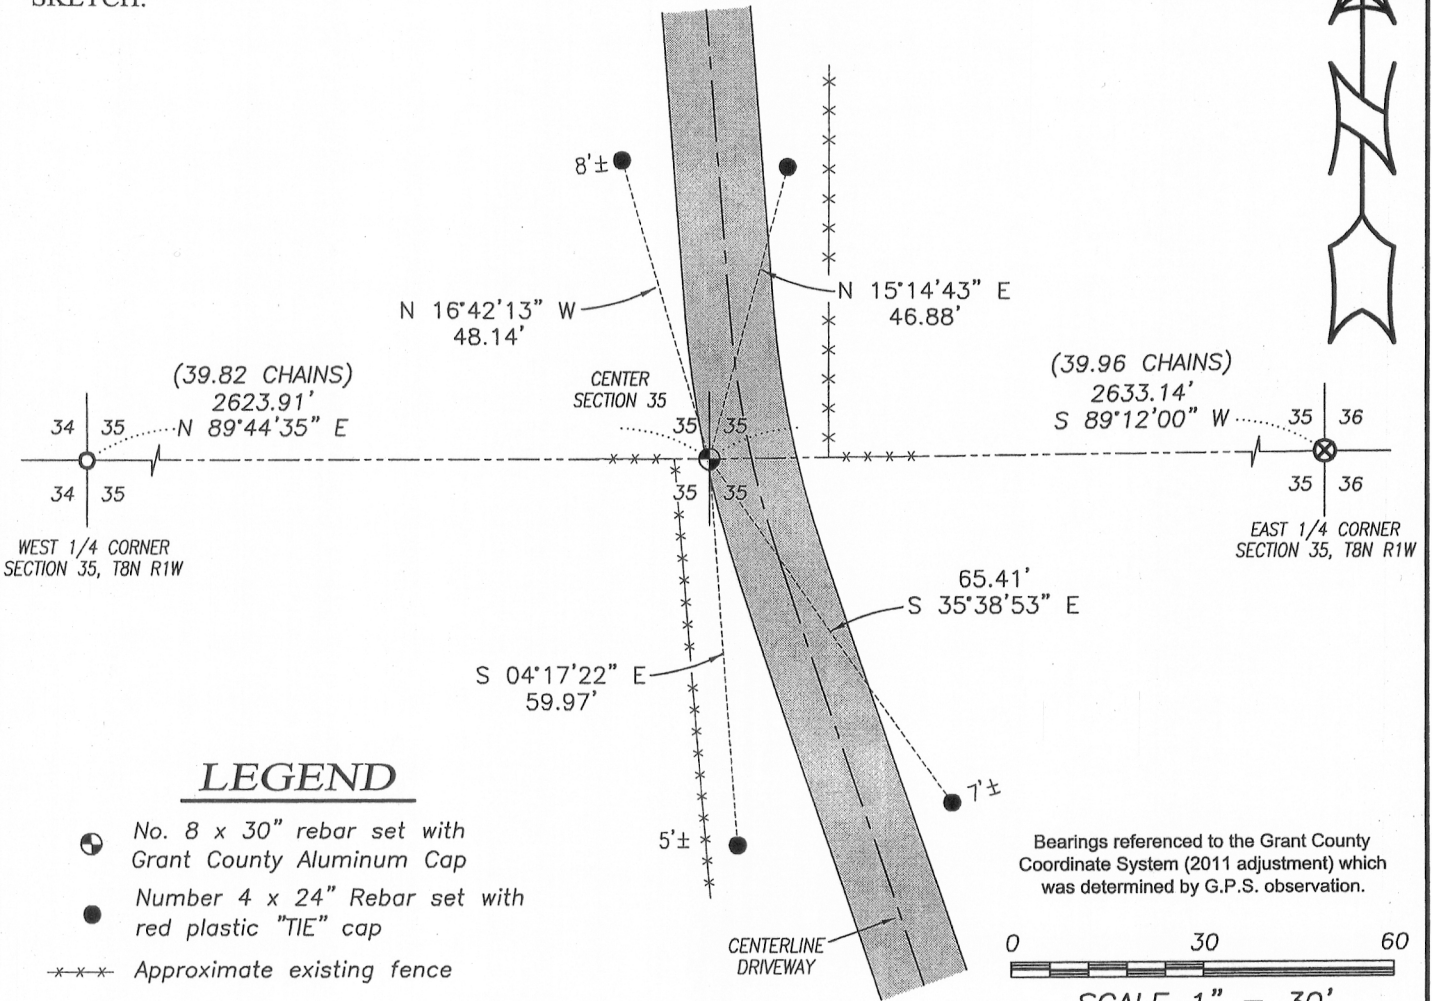 SKETCH:
8'±
N 16°42'13" W
48.14'
N 15°14'43" E
46.88'
(39.82 CHAINS)
2623.91'
N 89°44'35" E
CENTER
SECTION 35
(39.96 CHAINS)
2633.14'
S 89°12'00" W
34 35
34 35
35 35
35 35
35 36
35 36
WEST 1/4 CORNER
SECTION 35, T8N R1W
EAST 1/4 CORNER
SECTION 35, T8N R1W
65.41'
S 35°38'53" E
S 04°17'22" E
59.97'
7'±
5'±
LEGEND
No. 8 x 30" rebar set with
Grant County Aluminum Cap
Number 4 x 24" Rebar set with
red plastic "TIE" cap
Approximate existing fence
CENTERLINE
DRIVEWAY
Bearings referenced to the Grant County
Coordinate System (2011 adjustment) which
was determined by G.P.S. observation.
0 30 60
SCALE 1" = 30'